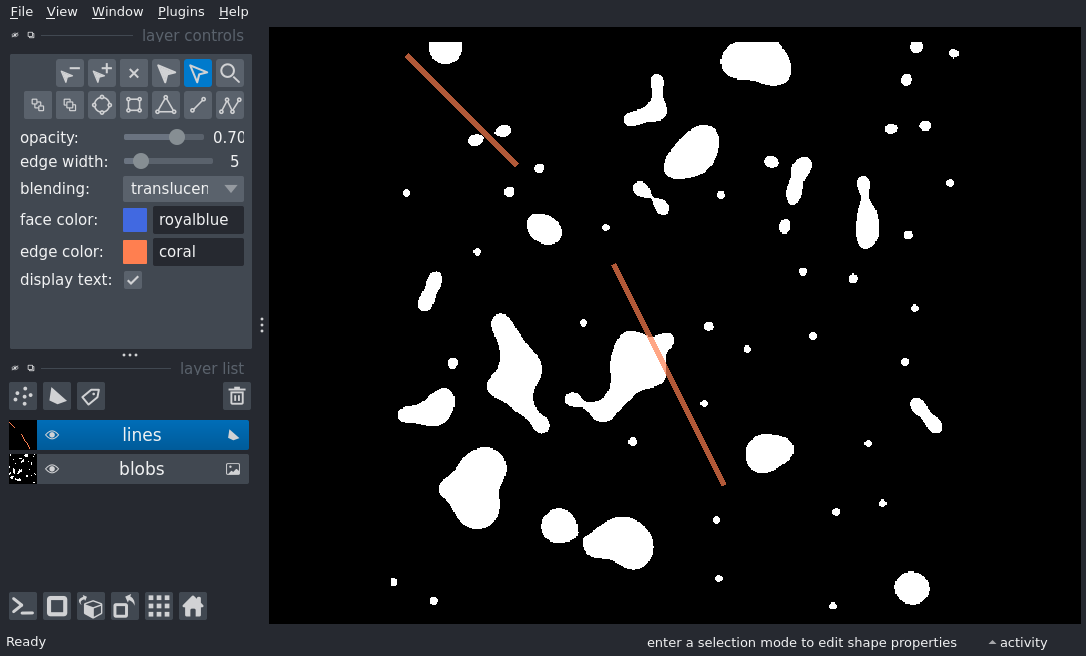 File View Window Plugins Help
layer controls
opacity: 0.70
edge width: 5
blending: translucen
face color: royalblue
edge color: coral
display text:
layer list
lines
blobs
Ready enter a selection mode to edit shape properties activity